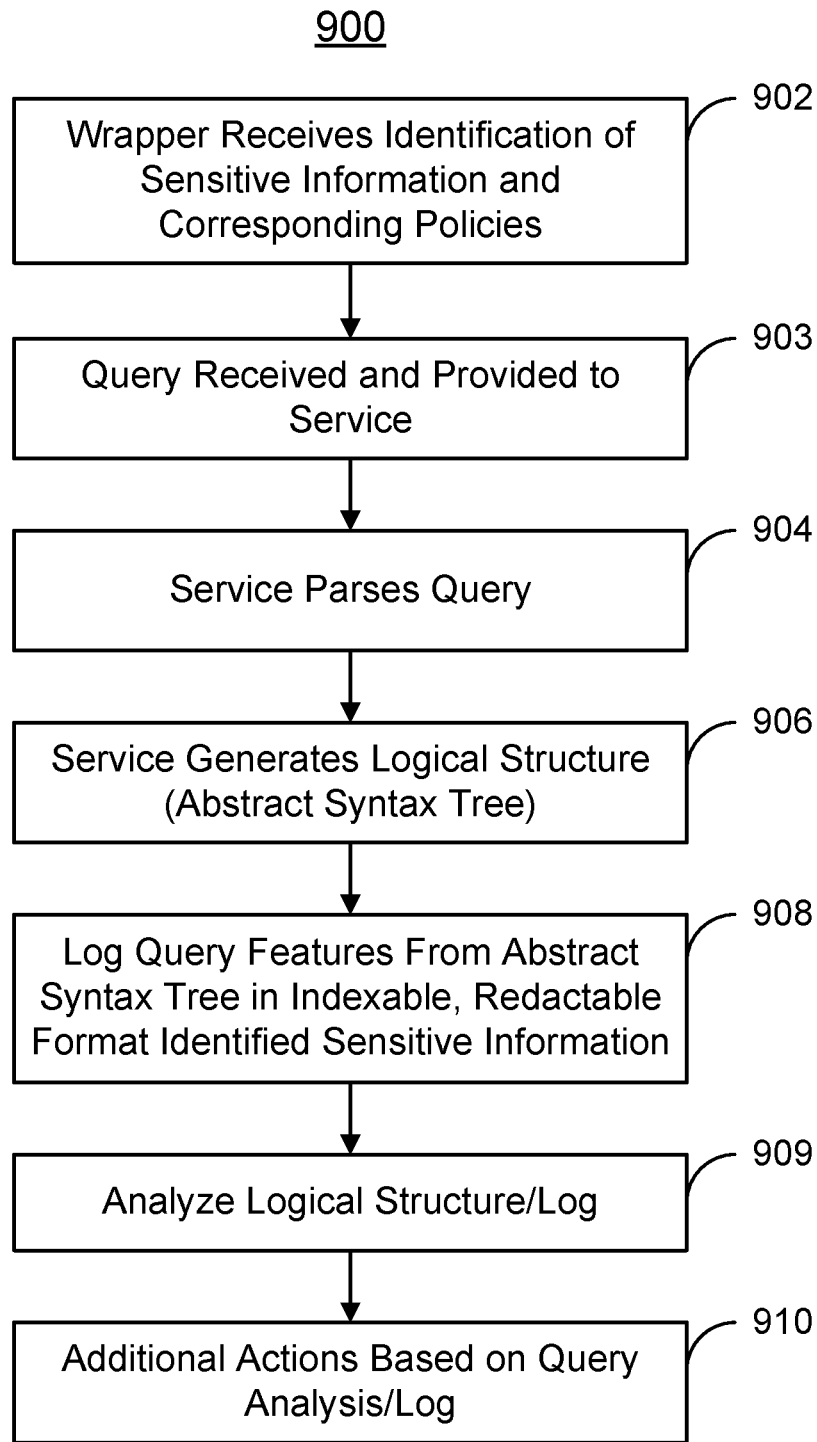 900
902
Wrapper Receives Identification of
Sensitive Information and
Corresponding Policies
903
Query Received and Provided to
Service
904
Service Parses Query
906
Service Generates Logical Structure
(Abstract Syntax Tree)
908
Log Query Features From Abstract
Syntax Tree in Indexable, Redactable
Format Identified Sensitive Information
909
Analyze Logical Structure/Log
910
Additional Actions Based on Query
Analysis/Log